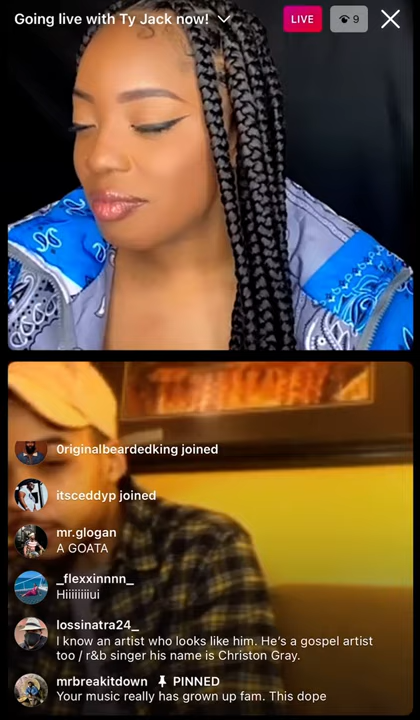 Going live with Ty Jack now!
LIVE
9
0riginalbeardedking joined
itsceddyp joined
mr.glogan
A GOATA
_flexxinnnn_
Hiiiiiiiiui
lossinatra24_
I know an artist who looks like him. He's a gospel artist
too / r&b singer his name is Christon Gray.
mrbreakitdown PINNED
Your music really has grown up fam. This dope